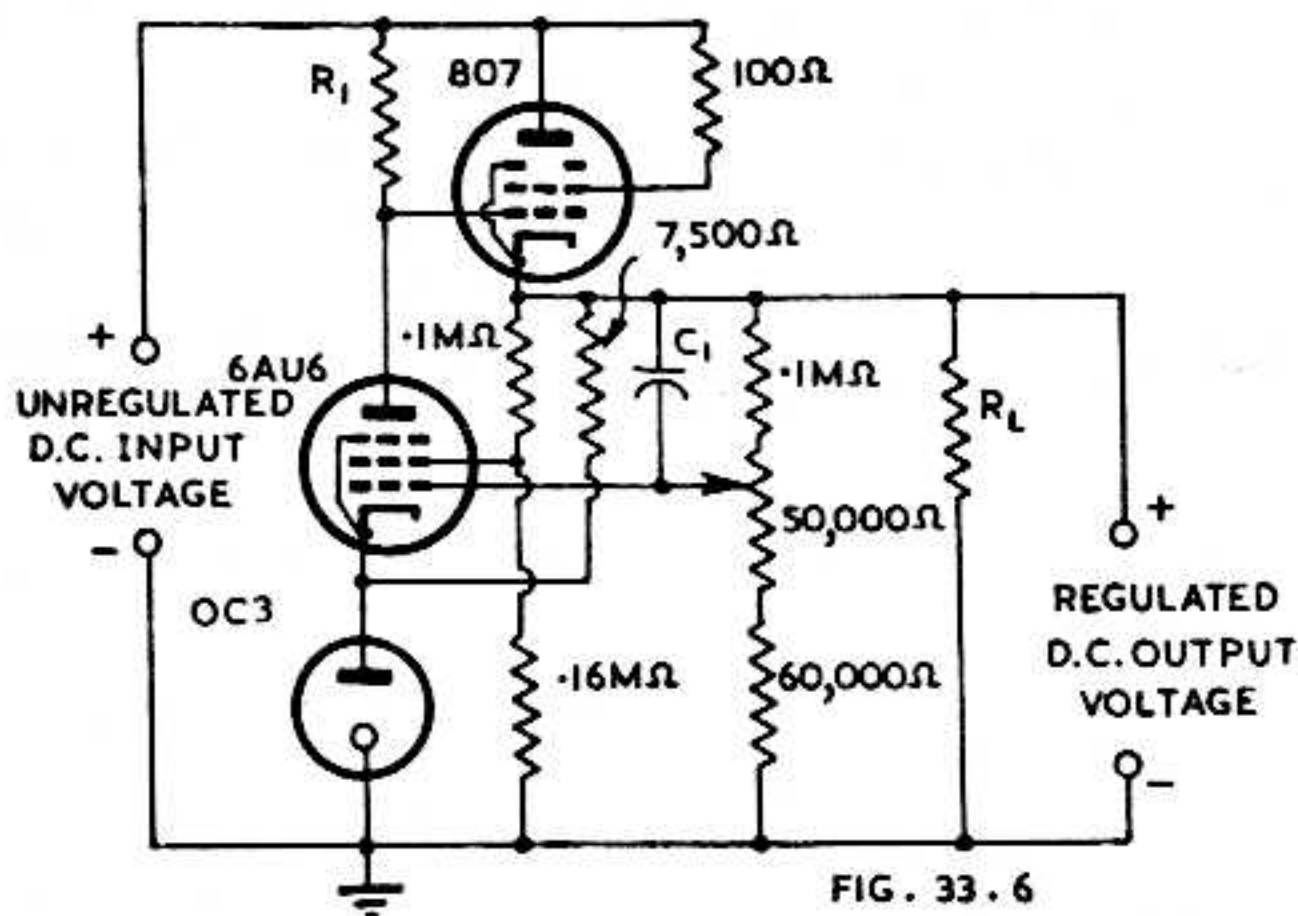 R1
807
100Ω
7,500Ω
+
·1MΩ
C1
6AU6
·1MΩ
RL
UNREGULATED
D.C. INPUT
VOLTAGE
+
50,000Ω
-
OC3
REGULATED
D.C. OUTPUT
VOLTAGE
·16MΩ
60,000Ω
-
FIG. 33.6